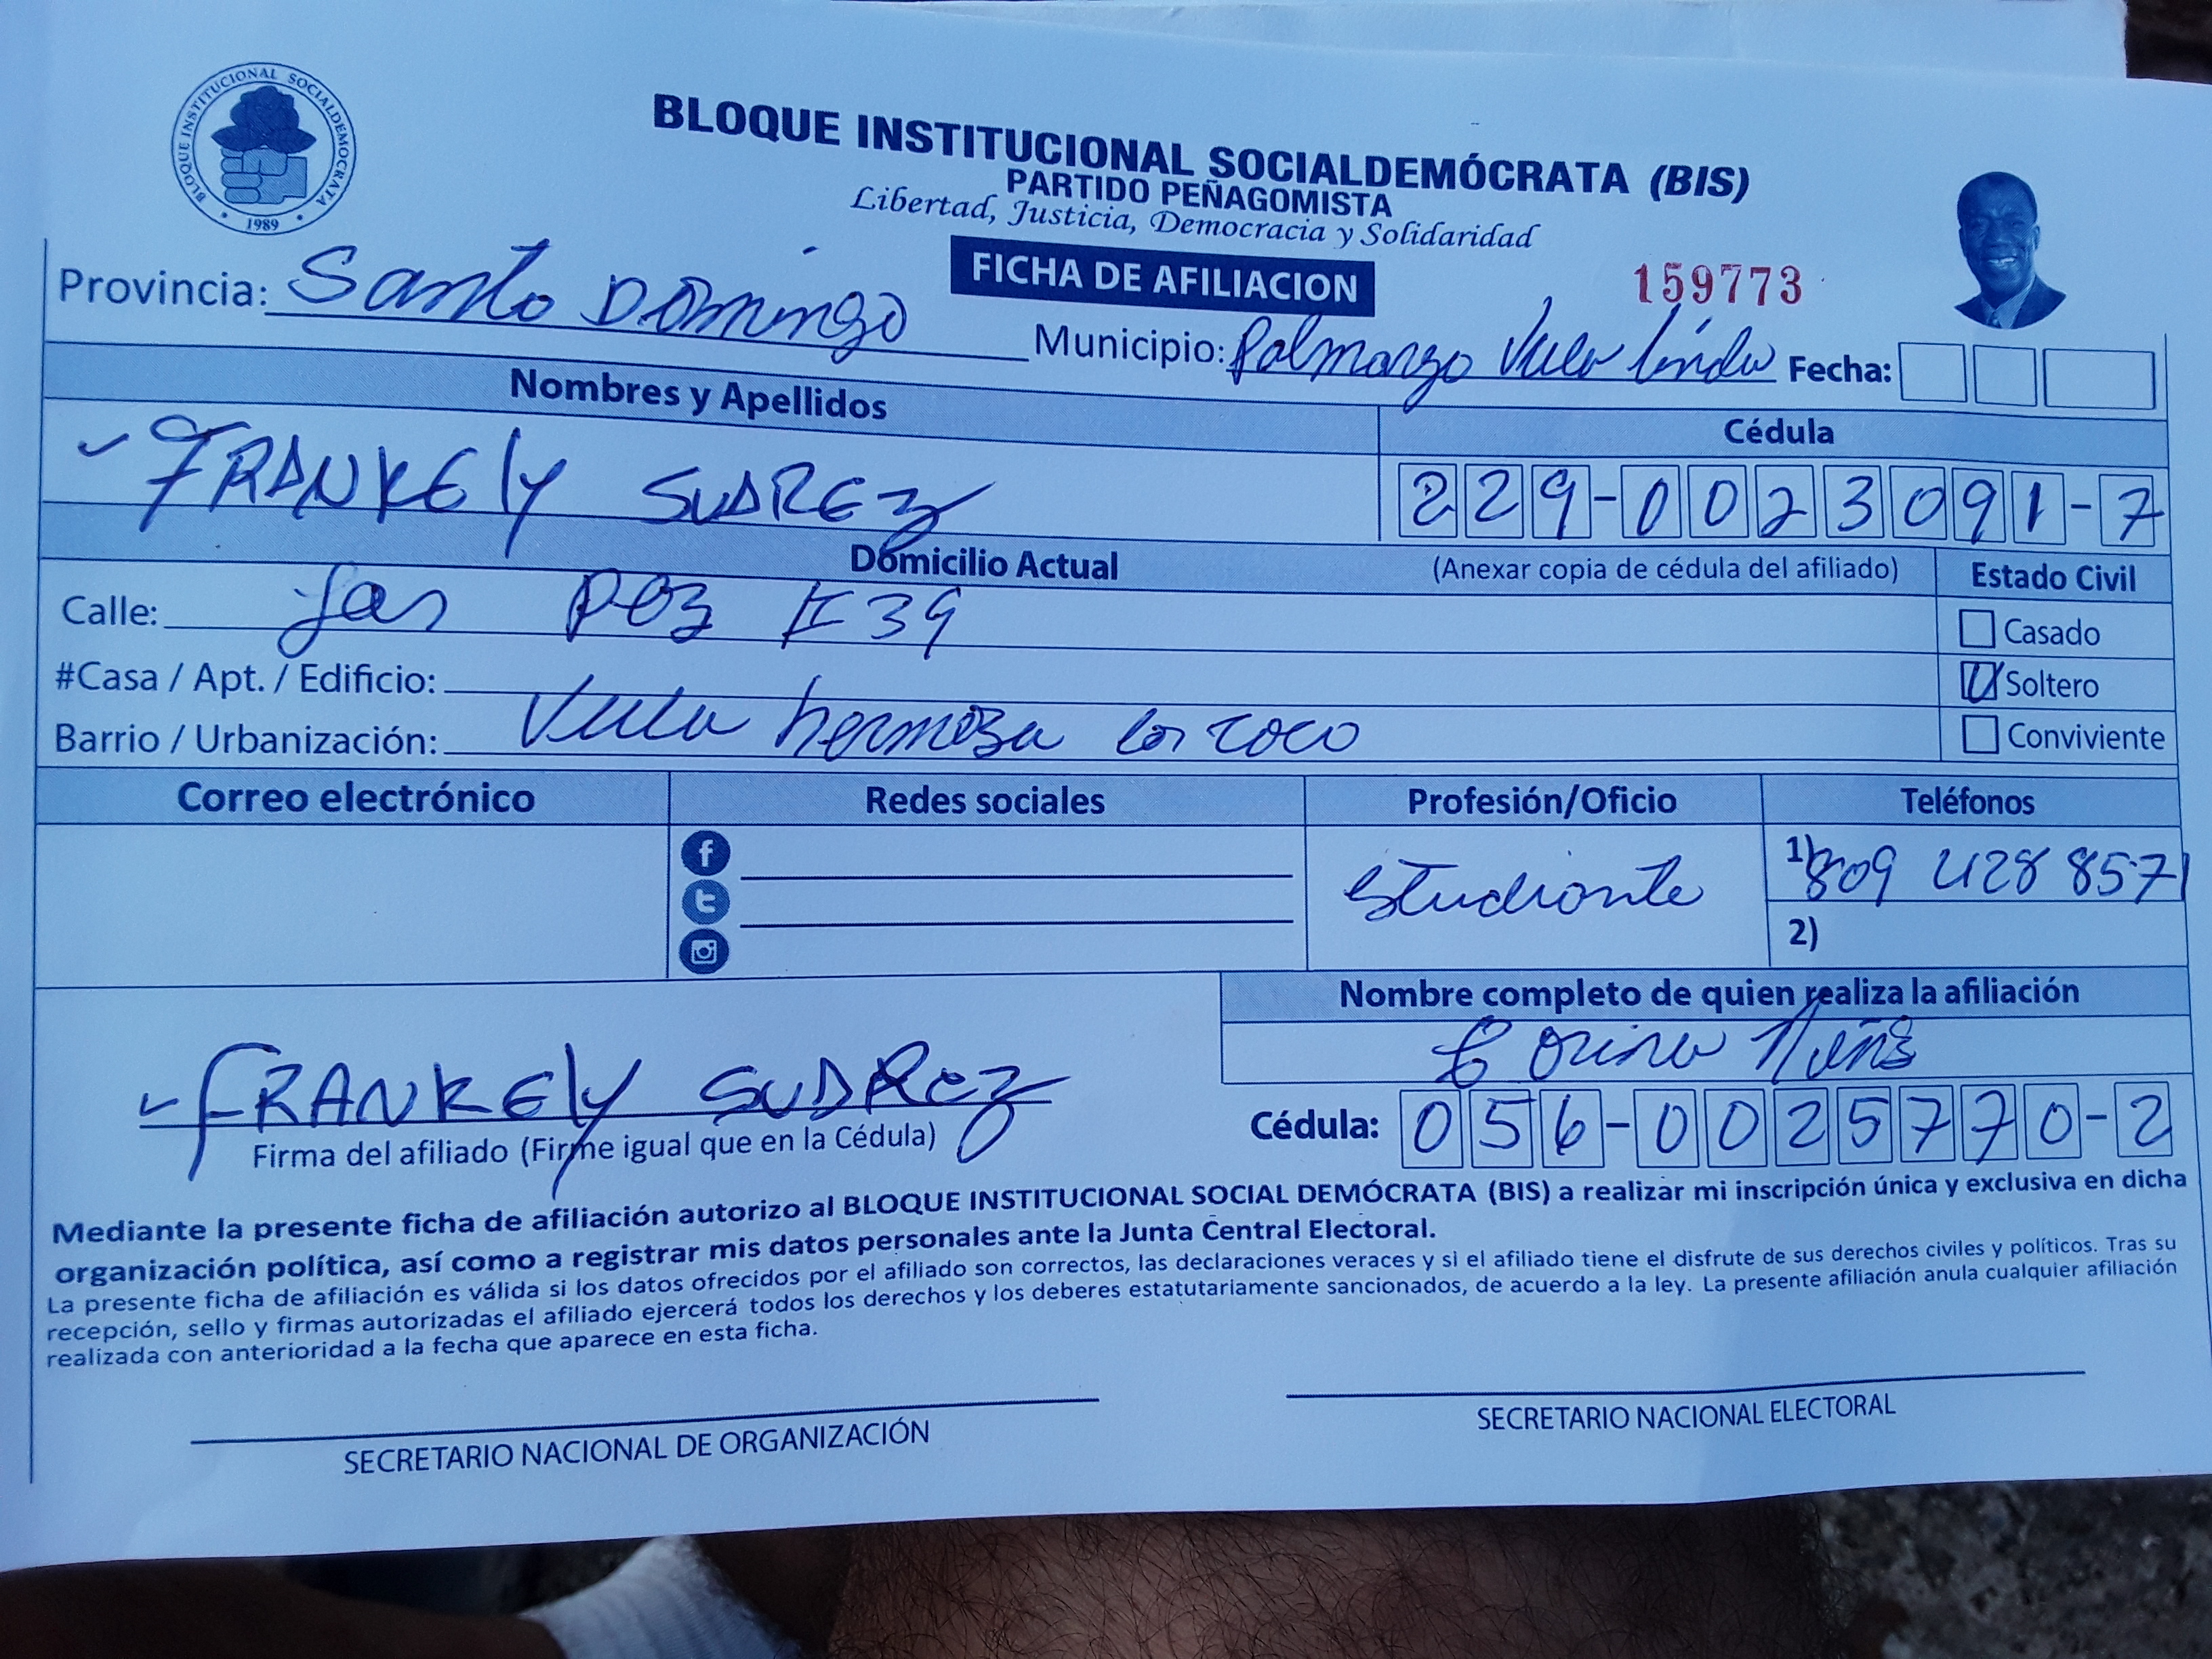 BLOQUE INSTITUCIONAL SOCIALDEMOCRATA
1989
BLOQUE INSTITUCIONAL SOCIALDEMÓCRATA (BIS)
PARTIDO PEÑAGOMISTA
Libertad, Justicia, Democracia y Solidaridad
FICHA DE AFILIACION
159773
Provincia: Santo Domingo
Municipio: Fecha:
Nombres y Apellidos
Cédula
FRANKELY SUAREZ
229-0023091-7
Domicilio Actual
(Anexar copia de cédula del afiliado)
Estado Civil
Calle: #39
Casado
#Casa / Apt. / Edificio:
Soltero
Barrio / Urbanización: hermosa los coco
Conviviente
Correo electrónico
Redes sociales
Profesión/Oficio
Teléfonos
estudiante
1) 809 428 8571
2)
Nombre completo de quien realiza la afiliación
FRANKELY SUAREZ
Firma del afiliado (Firme igual que en la Cédula)
Cédula: 056-0025770-2
Mediante la presente ficha de afiliación autorizo al BLOQUE INSTITUCIONAL SOCIAL DEMÓCRATA (BIS) a realizar mi inscripción única y exclusiva en dicha
organización política, así como a registrar mis datos personales ante la Junta Central Electoral.
La presente ficha de afiliación es válida si los datos ofrecidos por el afiliado son correctos, las declaraciones veraces y si el afiliado tiene el disfrute de sus derechos civiles y políticos. Tras su
recepción, sello y firmas autorizadas el afiliado ejercerá todos los derechos y los deberes estatutariamente sancionados, de acuerdo a la ley. La presente afiliación anula cualquier afiliación
realizada con anterioridad a la fecha que aparece en esta ficha.
SECRETARIO NACIONAL DE ORGANIZACIÓN
SECRETARIO NACIONAL ELECTORAL